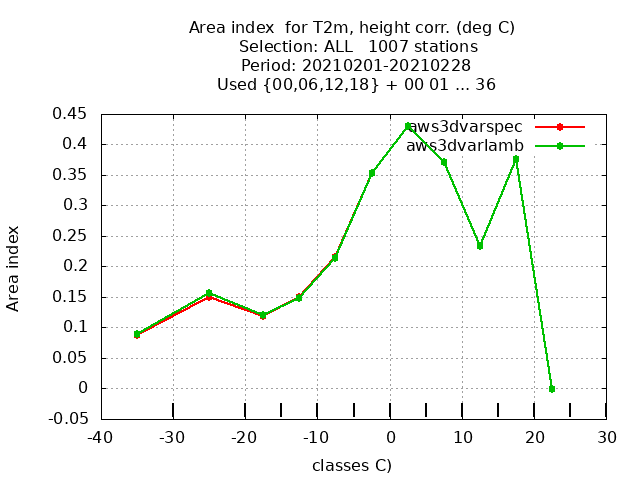 Area index  for T2m, height corr. (deg C)
Selection: ALL   1007 stations
Period: 20210201-20210228
Used {00,06,12,18} + 00 01 ... 36
aws3dvarspec
aws3dvarlamb
0.45
0.4
0.35
0.3
0.25
0.2
0.15
0.1
0.05
0
-0.05
Area index
-40 -30 -20 -10 0 10 20 30
classes C)